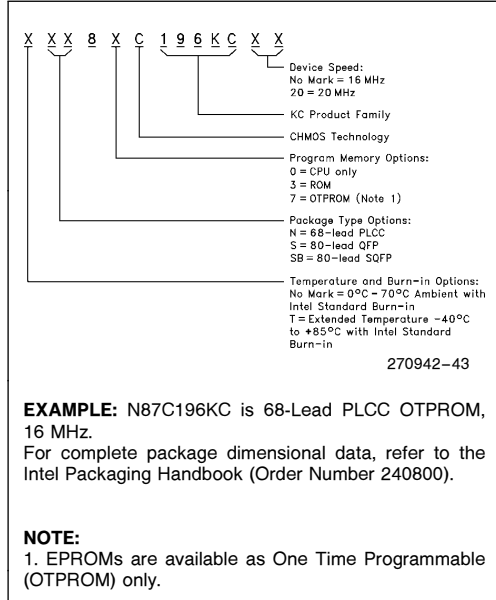 X XX 8 X C 196KC XX
Device Speed:
No Mark = 16 MHz
20 = 20 MHz
KC Product Family
CHMOS Technology
Program Memory Options:
0 = CPU only
3 = ROM
7 = OTPROM (Note 1)
Package Type Options:
N = 68-lead PLCC
S = 80-lead QFP
SB = 80-lead SQFP
Temperature and Burn-in Options:
No Mark = 0°C - 70°C Ambient with
Intel Standard Burn-in
T = Extended Temperature -40°C
to +85°C with Intel Standard
Burn-in
270942-43
EXAMPLE: N87C196KC is 68-Lead PLCC OTPROM,
16 MHz.
For complete package dimensional data, refer to the
Intel Packaging Handbook (Order Number 240800).
NOTE:
1. EPROMs are available as One Time Programmable
(OTPROM) only.